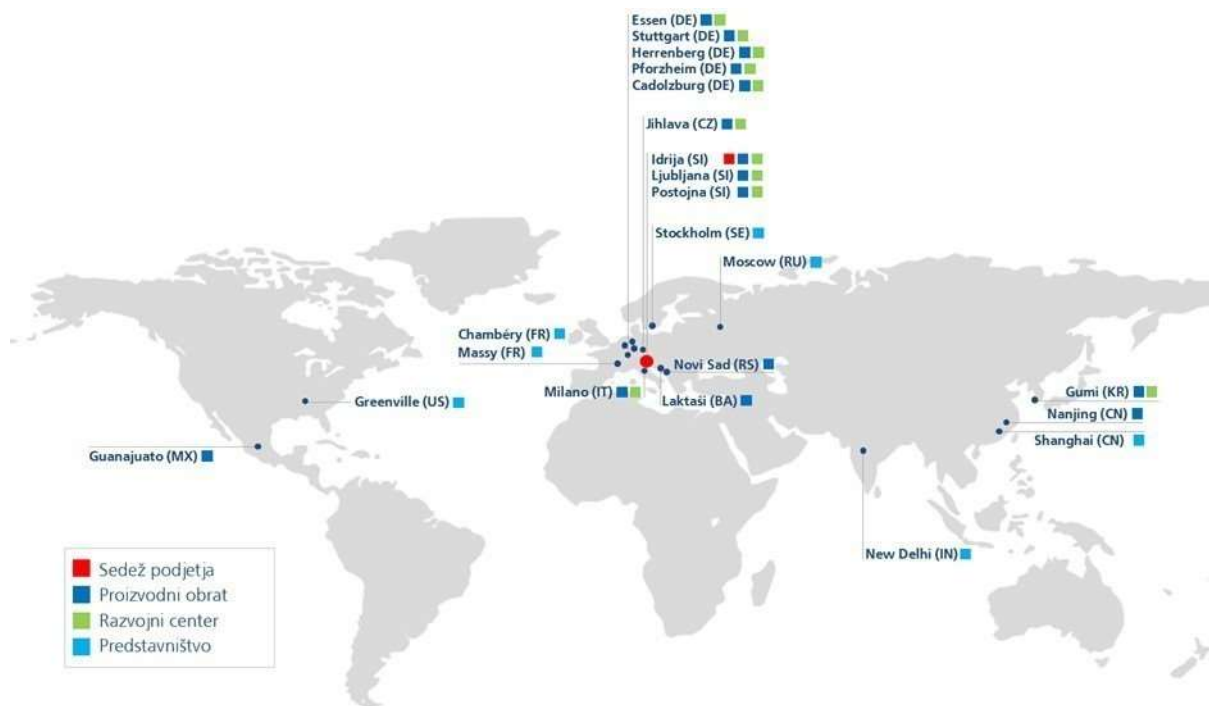 Essen (DE)
Stuttgart (DE)
Herrenberg (DE)
Pforzheim (DE)
Cadolzburg (DE)
Jihlava (CZ)
Idrija (SI)
Ljubljana (SI)
Postojna (SI)
Stockholm (SE)
Moscow (RU)
Chambéry (FR)
Massy (FR)
Novi Sad (RS)
Milano (IT)
Laktaši (BA)
Greenville (US)
Guanajuato (MX)
Gumi (KR)
Nanjing (CN)
Shanghai (CN)
New Delhi (IN)
Sedež podjetja
Proizvodni obrat
Razvojni center
Predstavništvo